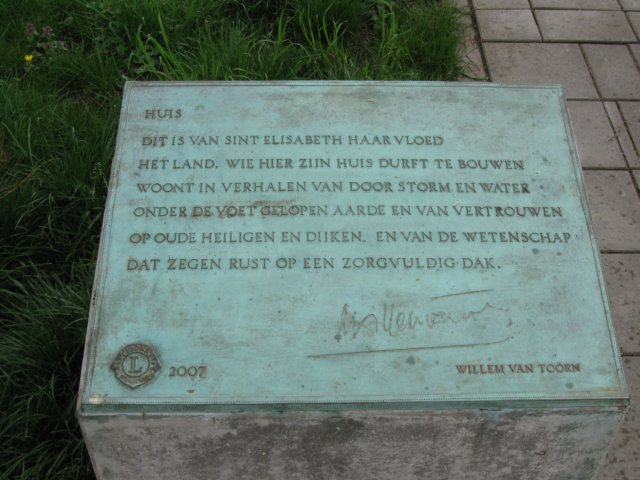 HUIS
DIT IS VAN SINT ELISABETH HAAR VLOED
HET LAND. WIE HIER ZIJN HUIS DURFT TE BOUWEN
WOONT IN VERHALEN VAN DOOR STORM EN WATER
ONDER DE VOET GELOPEN AARDE EN VAN VERTROUWEN
OP OUDE HEILIGEN EN DIJKEN. EN VAN DE WETENSCHAP
DAT ZEGEN RUST OP EEN ZORGVULDIG DAK.
L
2007
WILLEM VAN TOORN